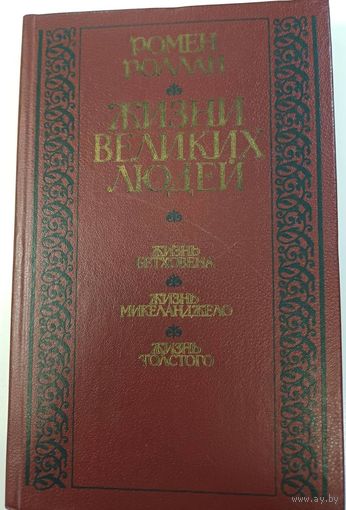 РОМЕН
РОЛЛАН
ЖИЗНИ
ВЕЛИКИХ
ЛЮДЕЙ
ЖИЗНЬ
БЕТХОВЕНА
ЖИЗНЬ
МИКЕЛАНДЖЕЛО
ЖИЗНЬ
ТОЛСТОГО
www.ay.by